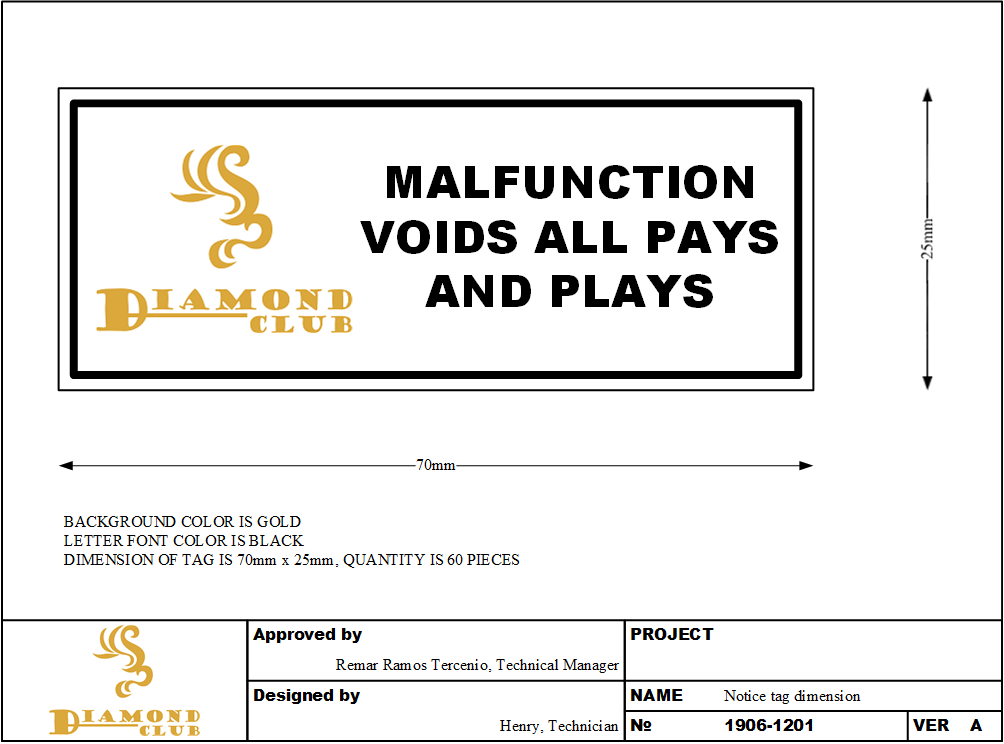 MALFUNCTION
VOIDS ALL PAYS
AND PLAYS
DIAMOND
CLUB
25mm
70mm
BACKGROUND COLOR IS GOLD
LETTER FONT COLOR IS BLACK
DIMENSION OF TAG IS 70mm x 25mm, QUANTITY IS 60 PIECES
DIAMOND
CLUB
Approved by
Remar Ramos Tercenio, Technical Manager
Designed by
Henry, Technician
PROJECT
NAME Notice tag dimension
№ 1906-1201 VER A